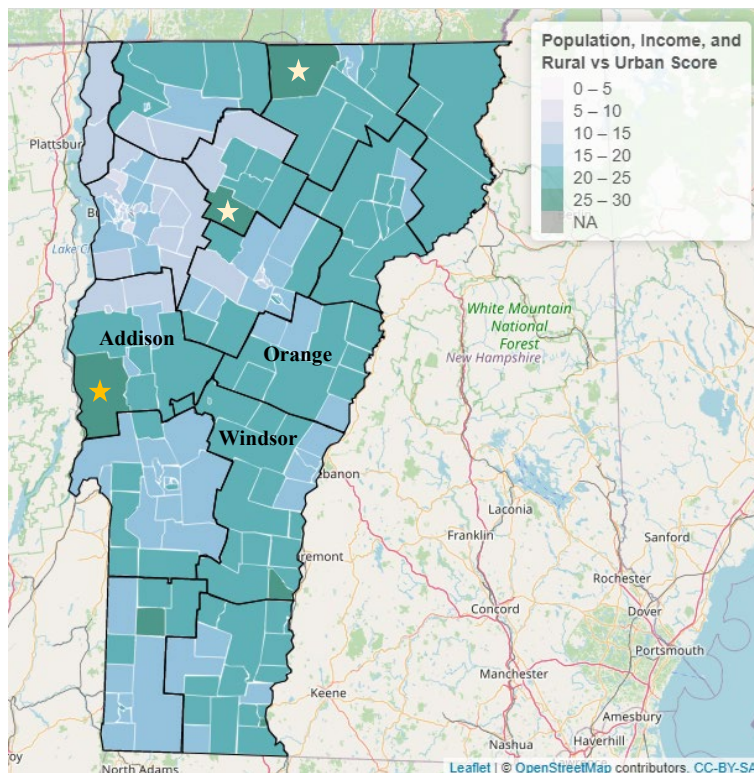 Population, Income, and
Rural vs Urban Score
0 – 5
5 – 10
10 – 15
15 – 20
20 – 25
25 – 30
NA
Plattsbur
Lake C
White Mountain
National
Forest
New Hampshire
Addison
Orange
Windsor
ebanon
Laconia
Franklin
Sanford
remont
Rochester
Concord
Dover
Portsmouth
Manchester
Keene
Amesbury
Nashua
Haverhill
North Adams
Leaflet | © OpenStreetMap contributors, CC-BY-SA